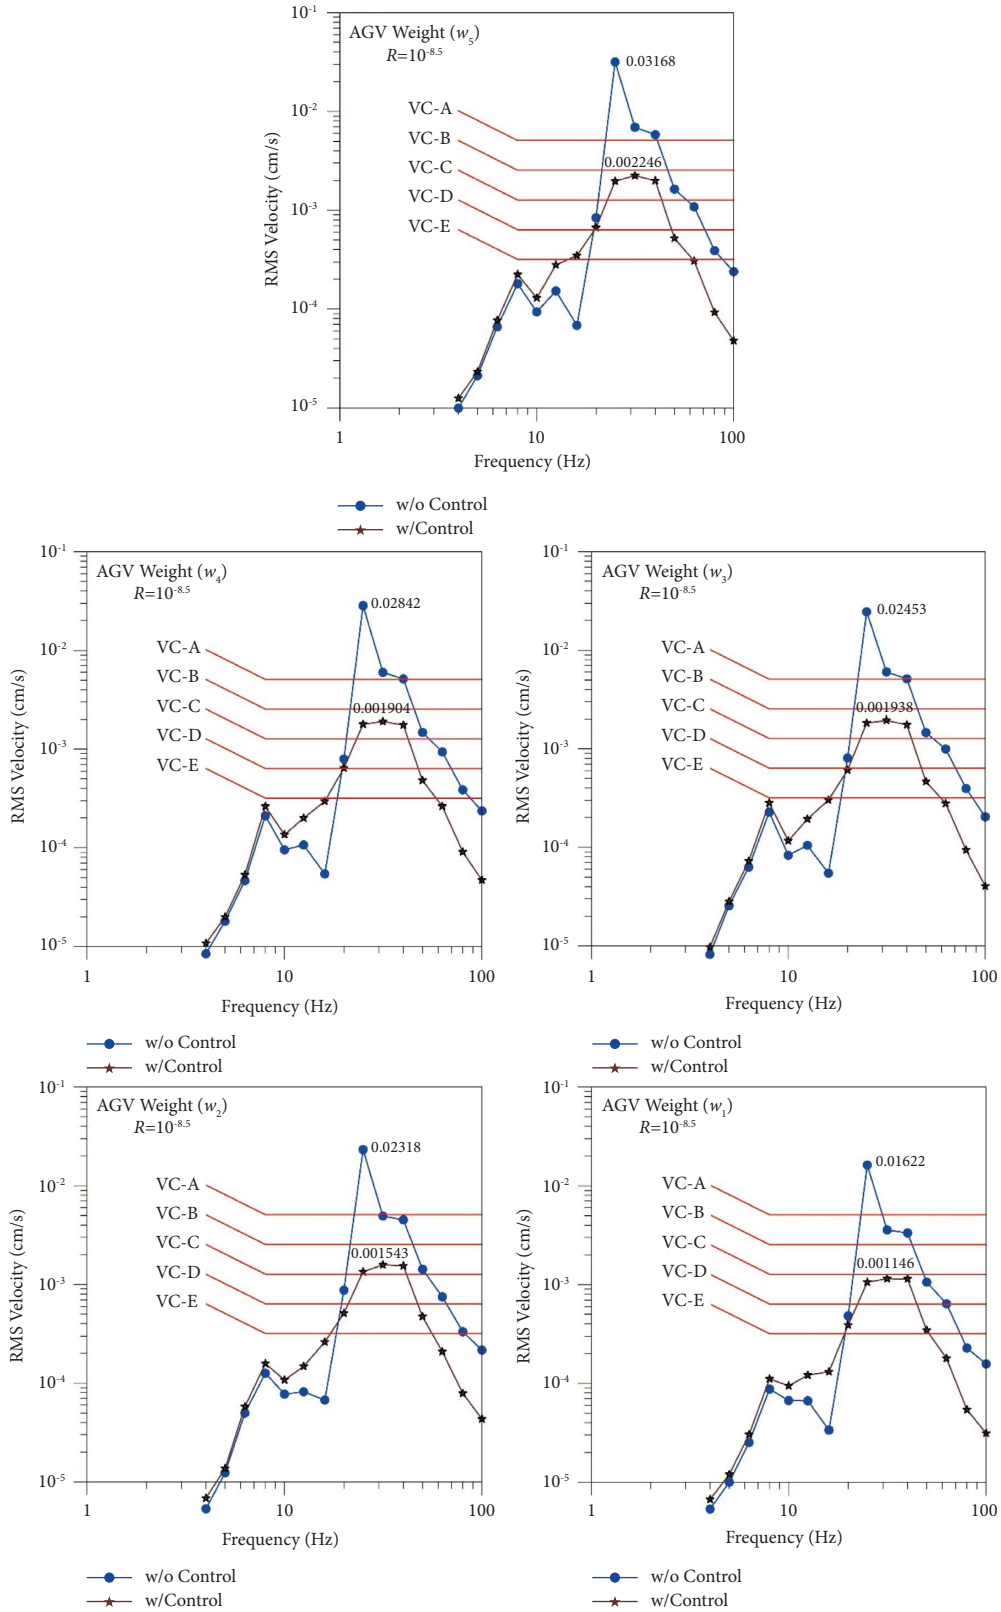 AGV Weight (w5)
R=10-8.5
10-1
10-2
10-3
10-4
10-5
RMS Velocity (cm/s)
VC-A
VC-B
VC-C
VC-D
VC-E
0.03168
0.002246
1
10
100
Frequency (Hz)
w/o Control
w/Control
AGV Weight (w4)
R=10-8.5
10-1
10-2
10-3
10-4
10-5
RMS Velocity (cm/s)
VC-A
VC-B
VC-C
VC-D
VC-E
0.02842
0.001904
1
10
100
Frequency (Hz)
w/o Control
w/Control
AGV Weight (w3)
R=10-8.5
10-1
10-2
10-3
10-4
10-5
RMS Velocity (cm/s)
VC-A
VC-B
VC-C
VC-D
VC-E
0.02453
0.001938
1
10
100
Frequency (Hz)
w/o Control
w/Control
AGV Weight (w2)
R=10-8.5
10-1
10-2
10-3
10-4
10-5
RMS Velocity (cm/s)
VC-A
VC-B
VC-C
VC-D
VC-E
0.02318
0.001543
1
10
100
Frequency (Hz)
w/o Control
w/Control
AGV Weight (w1)
R=10-8.5
10-1
10-2
10-3
10-4
10-5
RMS Velocity (cm/s)
VC-A
VC-B
VC-C
VC-D
VC-E
0.01622
0.001146
1
10
100
Frequency (Hz)
w/o Control
w/Control